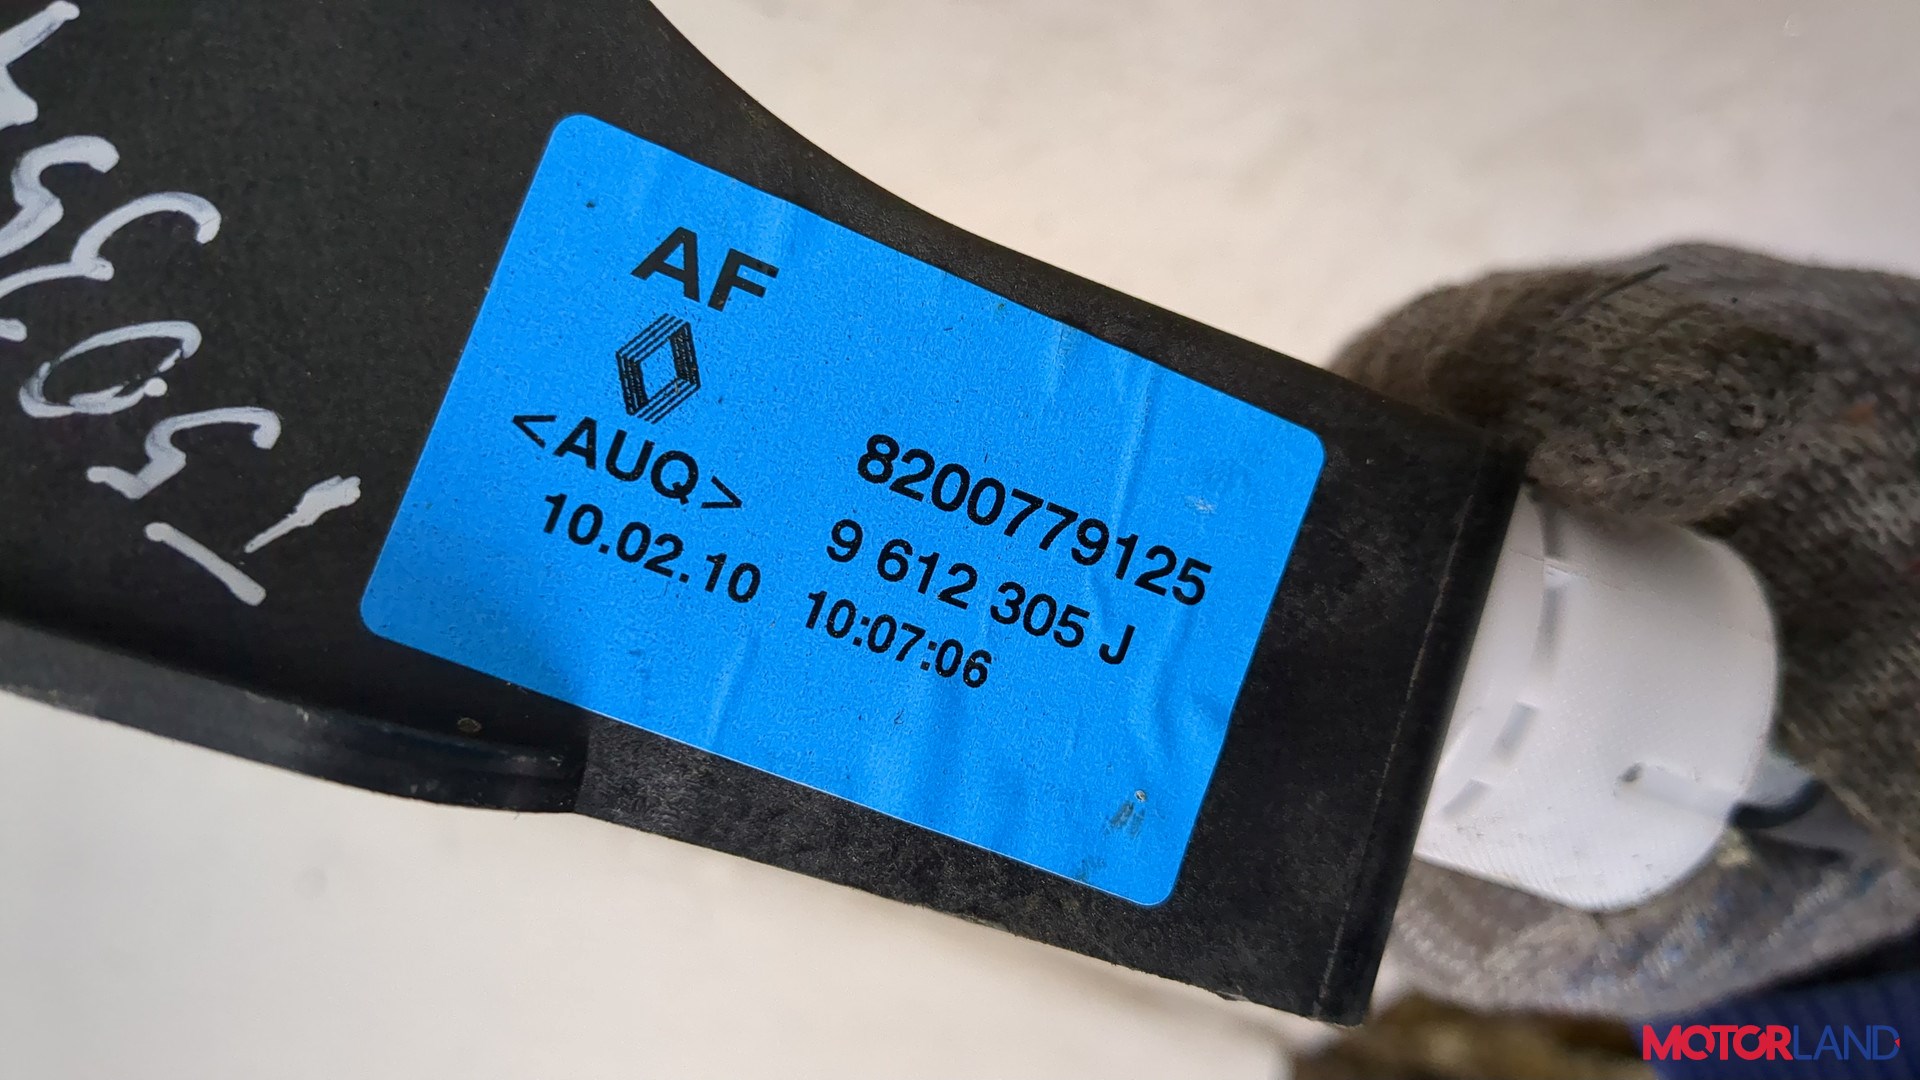 AF
<AUQ> 8200779125
10.02.10 9 612 305 J
10:07:06
MOTORLAND